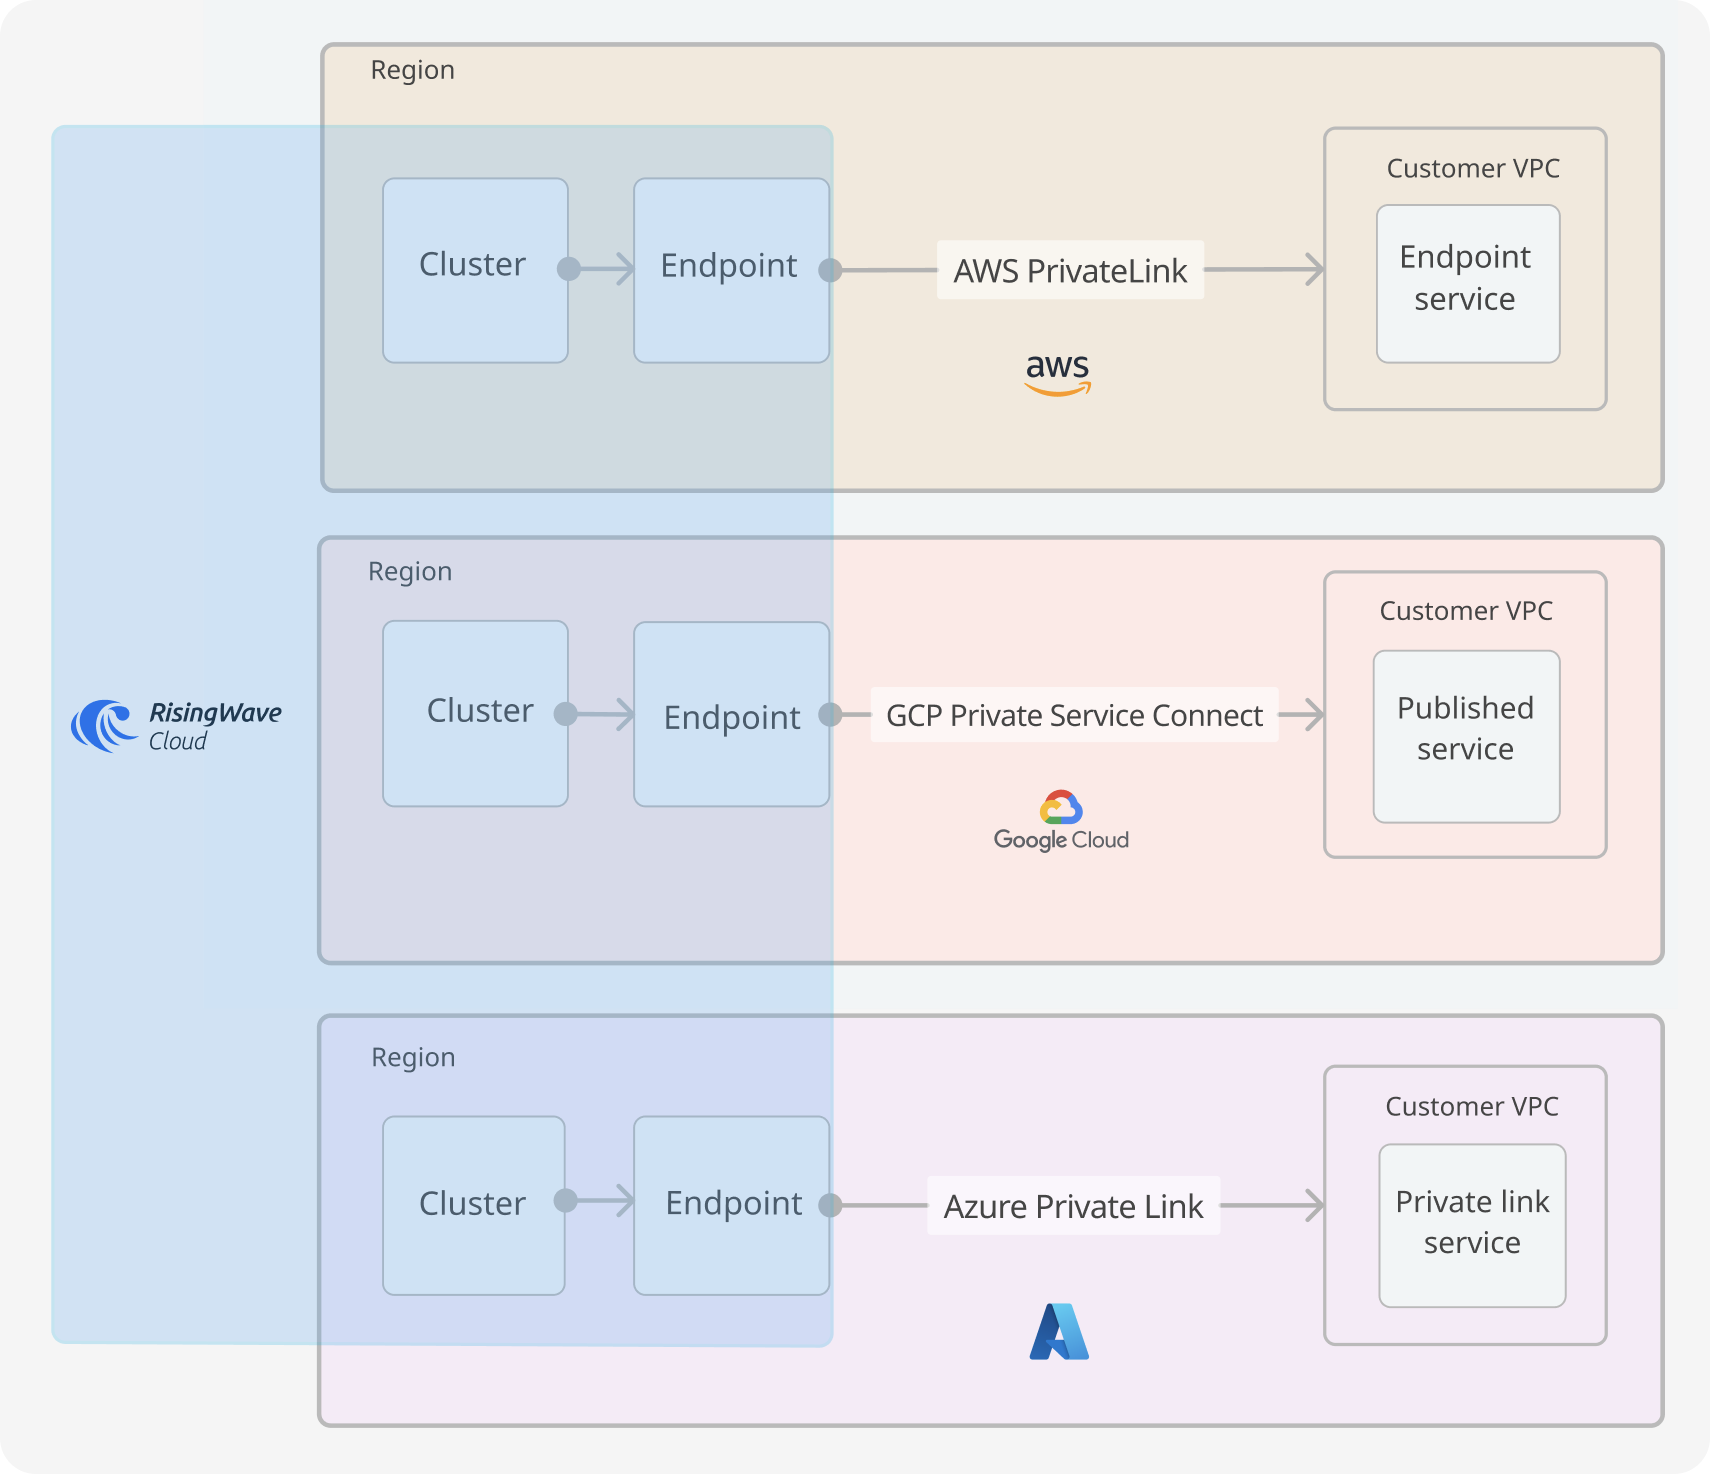 Region
Customer VPC
Cluster
Endpoint
AWS PrivateLink
Endpoint
service
aws
Region
Customer VPC
RisingWave
Cloud
Cluster
Endpoint
GCP Private Service Connect
Published
service
Google Cloud
Region
Customer VPC
Cluster
Endpoint
Azure Private Link
Private link
service